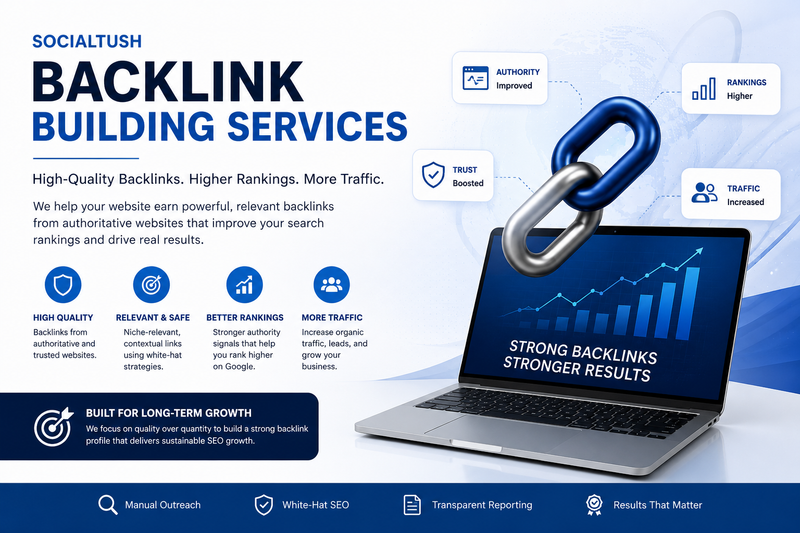 SOCIALTUSH
BACKLINK
BUILDING SERVICES
High-Quality Backlinks. Higher Rankings. More Traffic.
We help your website earn powerful, relevant backlinks
from authoritative websites that improve your search
rankings and drive real results.
HIGH QUALITY
Backlinks from
authoritative and
trusted websites.
RELEVANT & SAFE
Niche-relevant,
contextual links
using white-hat
strategies.
BETTER RANKINGS
Stronger authority
signals that help
you rank higher
on Google.
MORE TRAFFIC
Increase organic
traffic, leads, and
grow your
business.
BUILT FOR LONG-TERM GROWTH
We focus on quality over quantity to build a strong backlink
profile that delivers sustainable SEO growth.
AUTHORITY
Improved
RANKINGS
Higher
TRUST
Boosted
TRAFFIC
Increased
STRONG BACKLINKS
STRONGER RESULTS
Manual Outreach
White-Hat SEO
Transparent Reporting
Results That Matter